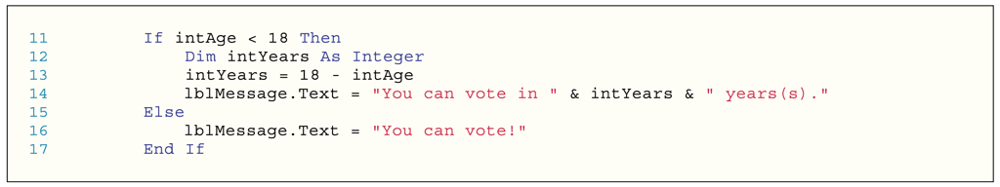 11 If intAge < 18 Then
12 Dim intYears As Integer
13 intYears = 18 - intAge
14 lblMessage.Text = "You can vote in " & intYears & " years(s)."
15 Else
16 lblMessage.Text = "You can vote!"
17 End If